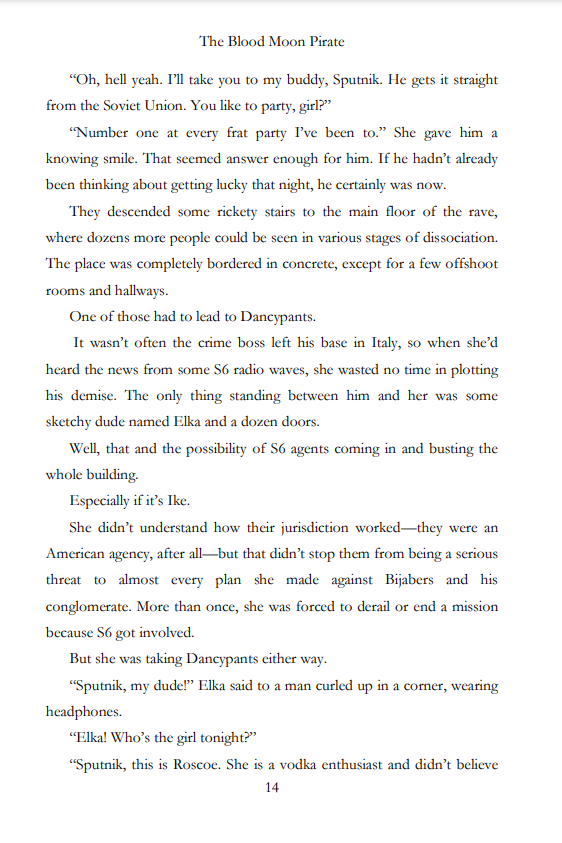 The Blood Moon Pirate
“Oh, hell yeah. I’ll take you to my buddy, Sputnik. He gets it straight
from the Soviet Union. You like to party, girl?”
“Number one at every frat party I’ve been to.” She gave him a
knowing smile. That seemed answer enough for him. If he hadn’t already
been thinking about getting lucky that night, he certainly was now.
They descended some rickety stairs to the main floor of the rave,
where dozens more people could be seen in various stages of dissociation.
The place was completely bordered in concrete, except for a few offshoot
rooms and hallways.
One of those had to lead to Dancypants.
It wasn’t often the crime boss left his base in Italy, so when she’d
heard the news from some S6 radio waves, she wasted no time in plotting
his demise. The only thing standing between him and her was some
sketchy dude named Elka and a dozen doors.
Well, that and the possibility of S6 agents coming in and busting the
whole building.
Especially if it’s Ike.
She didn’t understand how their jurisdiction worked—they were an
American agency, after all—but that didn’t stop them from being a serious
threat to almost every plan she made against Bijabers and his
conglomerate. More than once, she was forced to derail or end a mission
because S6 got involved.
But she was taking Dancypants either way.
“Sputnik, my dude!” Elka said to a man curled up in a corner, wearing
headphones.
“Elka! Who’s the girl tonight?”
“Sputnik, this is Roscoe. She is a vodka enthusiast and didn’t believe
14